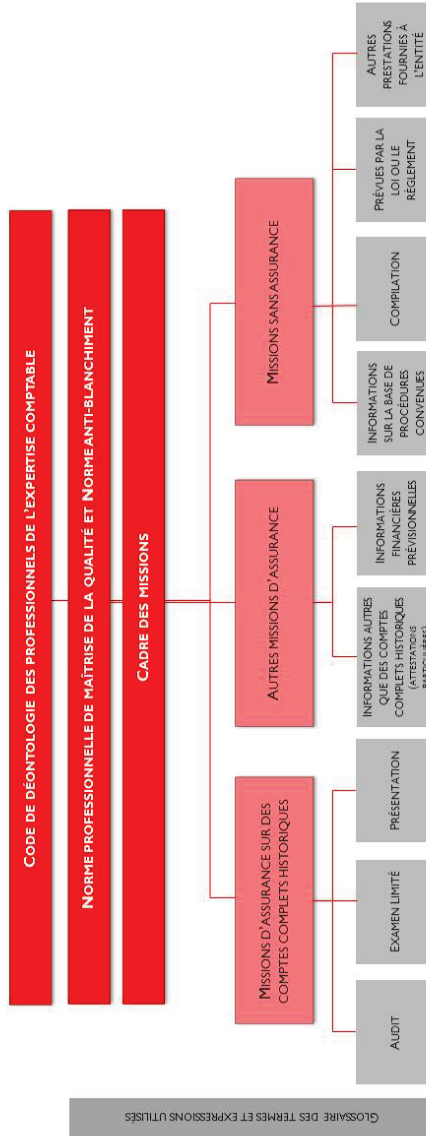 CODE DE DÉONTOLOGIE DES PROFESSIONNELS DE L'EXPERTISE COMPTABLE
NORME PROFESSIONNELLE DE MAÎTRISE DE LA QUALITÉ ET NORME ANTI-BLANCHIMENT
CADRE DES MISSIONS
MISSIONS D'ASSURANCE SUR DES
COMPTES COMPLETS HISTORIQUES
AUTRES MISSIONS D'ASSURANCE
MISSIONS SANS ASSURANCE
AUDIT
EXAMEN LIMITÉ
PRÉSENTATION
INFORMATIONS AUTRES
QUE DES COMPTES
COMPLETS HISTORIQUES
(ATTESTATIONS
PARTICULIÈRES)
INFORMATIONS
FINANCIÈRES
PRÉVISIONNELLES
INFORMATIONS
SUR LA BASE DE
PROCÉDURES
CONVENUES
COMPILATION
PRÉVUES PAR LA
LOI OU LE
RÈGLEMENT
AUTRES
PRESTATIONS
FOURNIES À
L'ENTITÉ
GLOSSAIRE DES TERMES ET EXPRESSIONS UTILISÉS